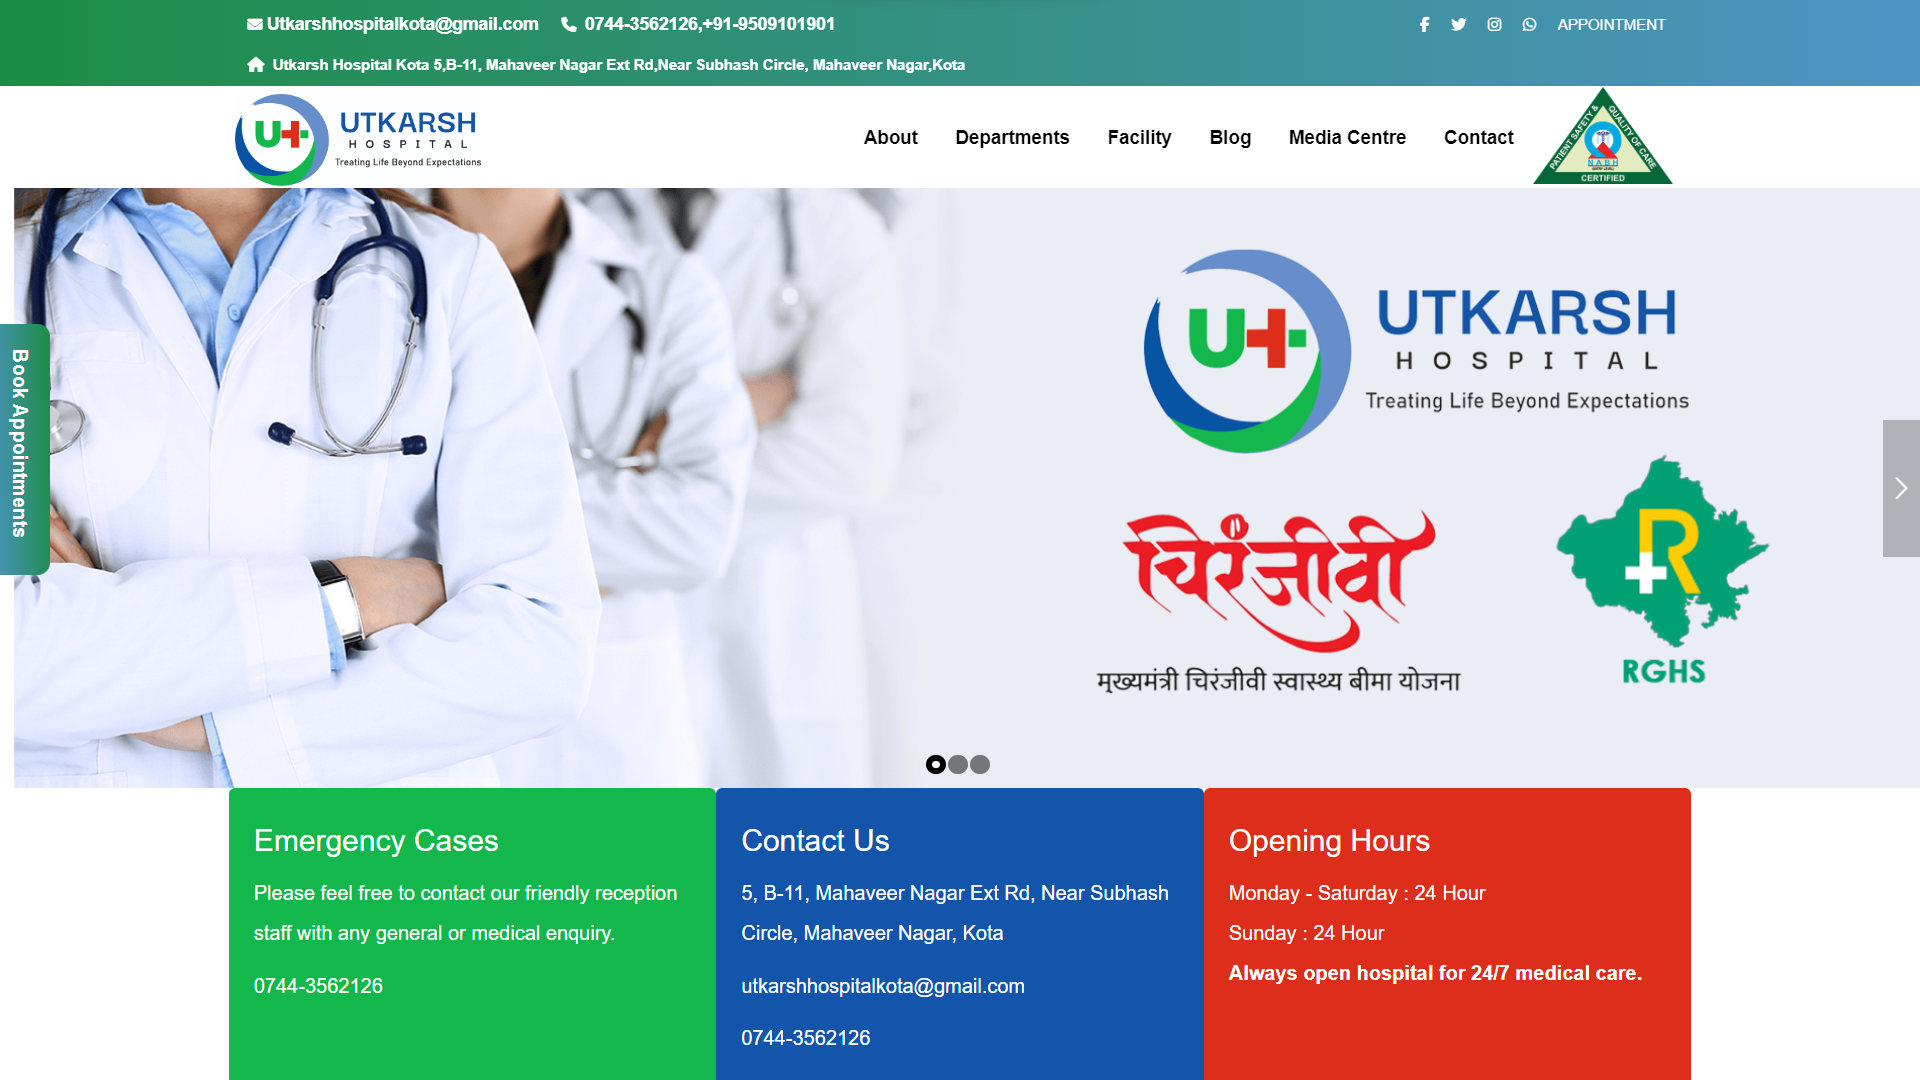 Utkarshhospitalkota@gmail.com
0744-3562126,+91-9509101901
APPOINTMENT
Utkarsh Hospital Kota 5,B-11, Mahaveer Nagar Ext Rd,Near Subhash Circle, Mahaveer Nagar,Kota
UTKARSH
HOSPITAL
Treating Life Beyond Expectations
About
Departments
Facility
Blog
Media Centre
Contact
PATIENT SAFETY &
QUALITY OF CARE
NABH
CERTIFIED
Book Appointments
UTKARSH
HOSPITAL
Treating Life Beyond Expectations
चिरंजीवी
मुख्यमंत्री चिरंजीवी स्वास्थ्य बीमा योजना
R
RGHS
Emergency Cases
Please feel free to contact our friendly reception
staff with any general or medical enquiry.
0744-3562126
Contact Us
5, B-11, Mahaveer Nagar Ext Rd, Near Subhash
Circle, Mahaveer Nagar, Kota
utkarshhospitalkota@gmail.com
0744-3562126
Opening Hours
Monday - Saturday : 24 Hour
Sunday : 24 Hour
Always open hospital for 24/7 medical care.